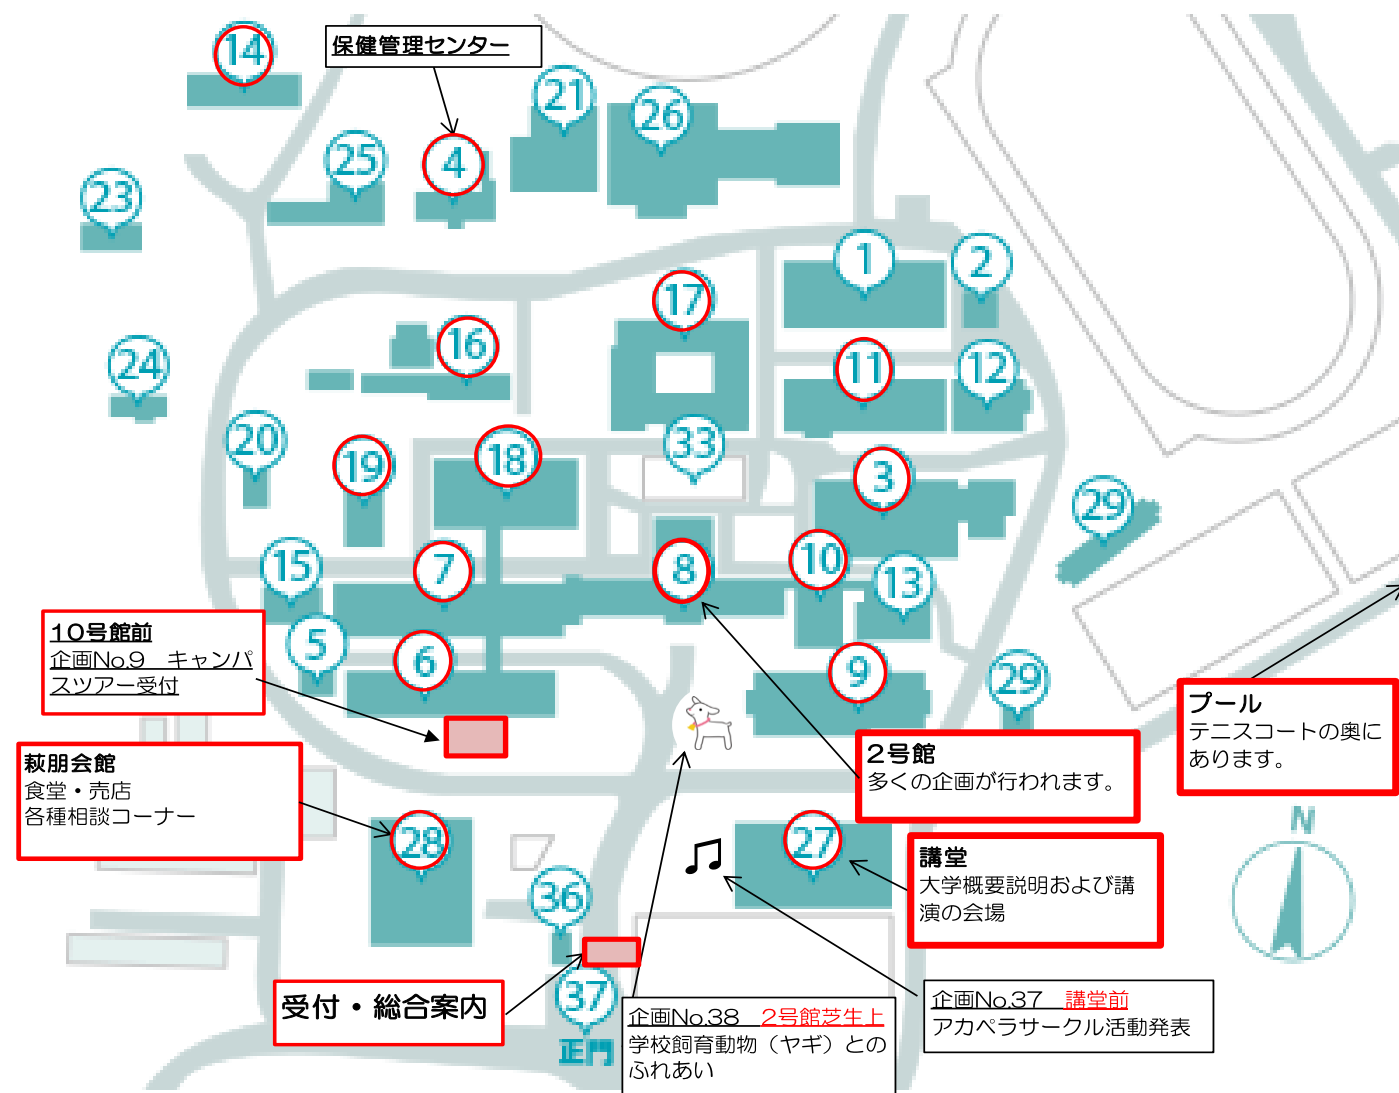 14
保健管理センター
21
26
25
4
23
1
2
17
16
11
12
24
20
19
18
33
3
29
15
7
8
10
13
10号館前
企画No.9　キャンパ
スツアー受付
5
6
9
29
プール
テニスコートの奥に
あります。
2号館
多くの企画が行われます。
萩朋会館
食堂・売店
各種相談コーナー
28
27
N
講堂
大学概要説明および講
演の会場
36
受付・総合案内
37
正門
企画No.38　2号館芝生上
学校飼育動物（ヤギ）との
ふれあい
企画No.37　講堂前
アカペラサークル活動発表